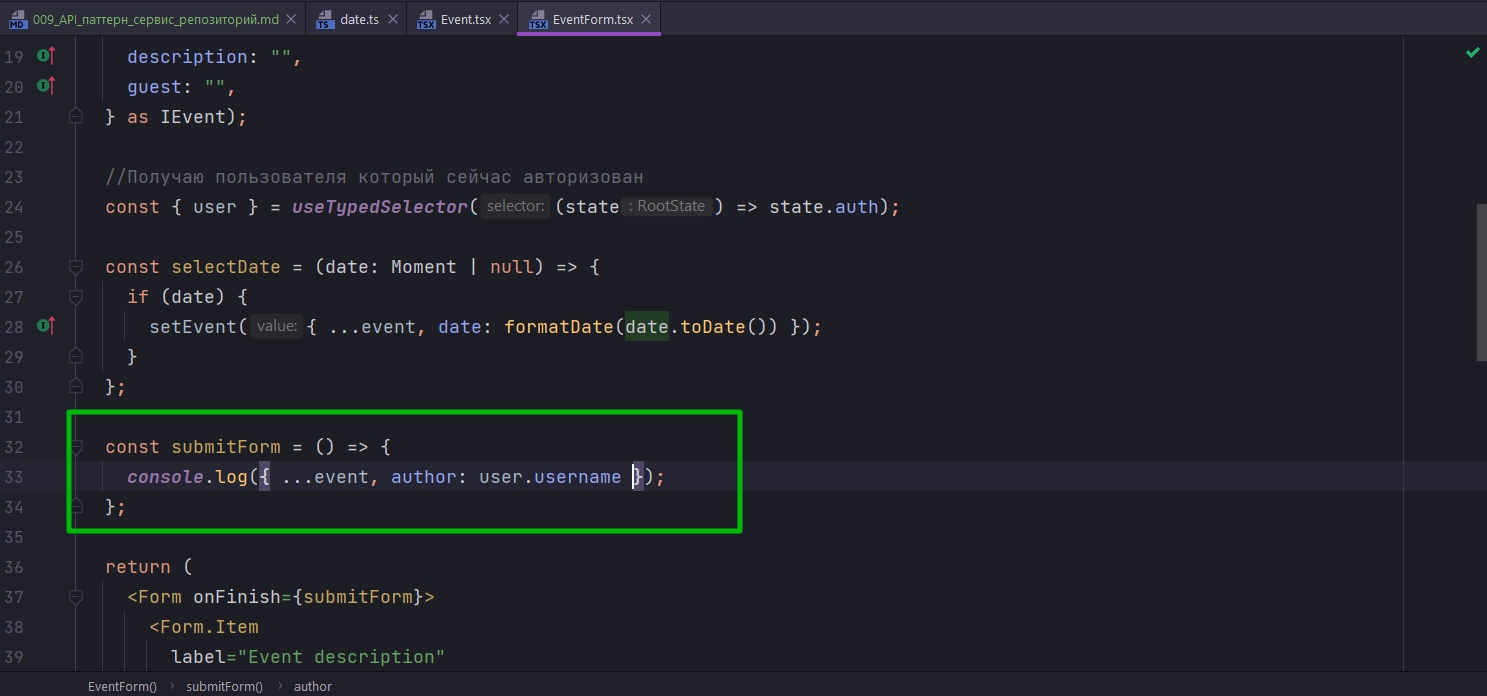 MD 009_API_паттерн_сервис_репозиторий.md TS date.ts TSX Event.tsx TSX EventForm.tsx
19 description: "",
20 guest: "",
21 } as IEvent);
22
23 //Получаю пользователя который сейчас авторизован
24 const { user } = useTypedSelector( selector: (state : RootState ) => state.auth);
25
26 const selectDate = (date: Moment | null) => {
27 if (date) {
28 setEvent( value: { ...event, date: formatDate(date.toDate()) });
29 }
30 };
31
32 const submitForm = () => {
33 console.log({ ...event, author: user.username });
34 };
35
36 return (
37 <Form onFinish={submitForm}>
38 <Form.Item
39 label="Event description"
EventForm() › submitForm() › author